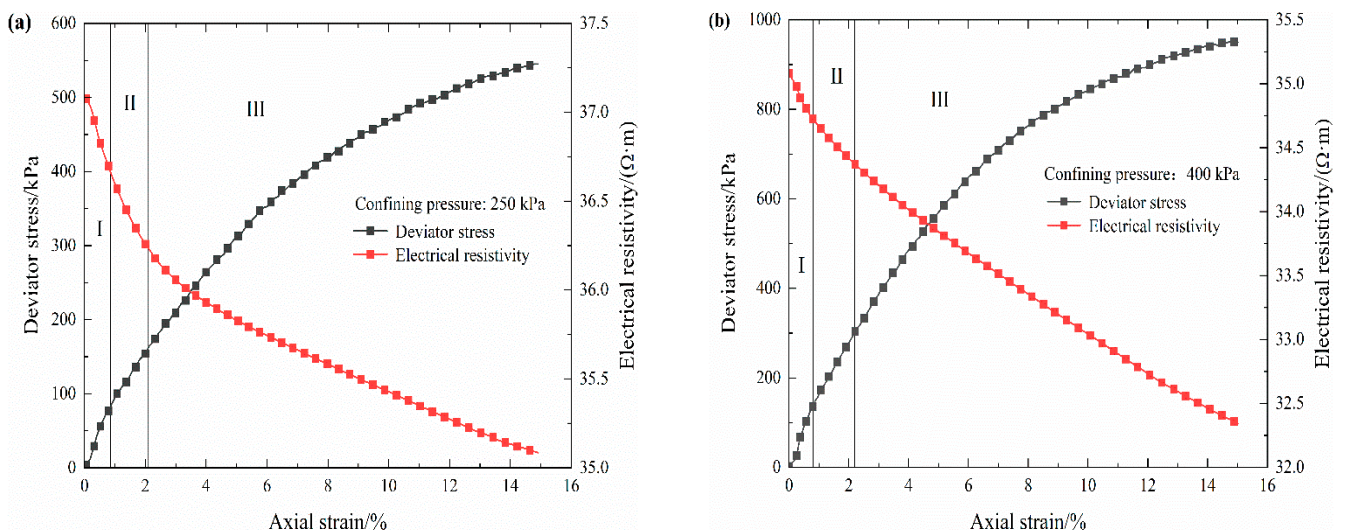 (a)
600
500
400
300
200
100
0
Deviator stress/kPa
37.5
37.0
36.5
36.0
35.5
35.0
Electrical resistivity/(Ω·m)
I
II
III
Confining pressure: 250 kPa
Deviator stress
Electrical resistivity
0 2 4 6 8 10 12 14 16
Axial strain/%
(b)
1000
800
600
400
200
0
Deviator stress/kPa
35.5
35.0
34.5
34.0
33.5
33.0
32.5
32.0
Electrical resistivity/(Ω·m)
I
II
III
Confining pressure: 400 kPa
Deviator stress
Electrical resistivity
0 2 4 6 8 10 12 14 16
Axial strain/%